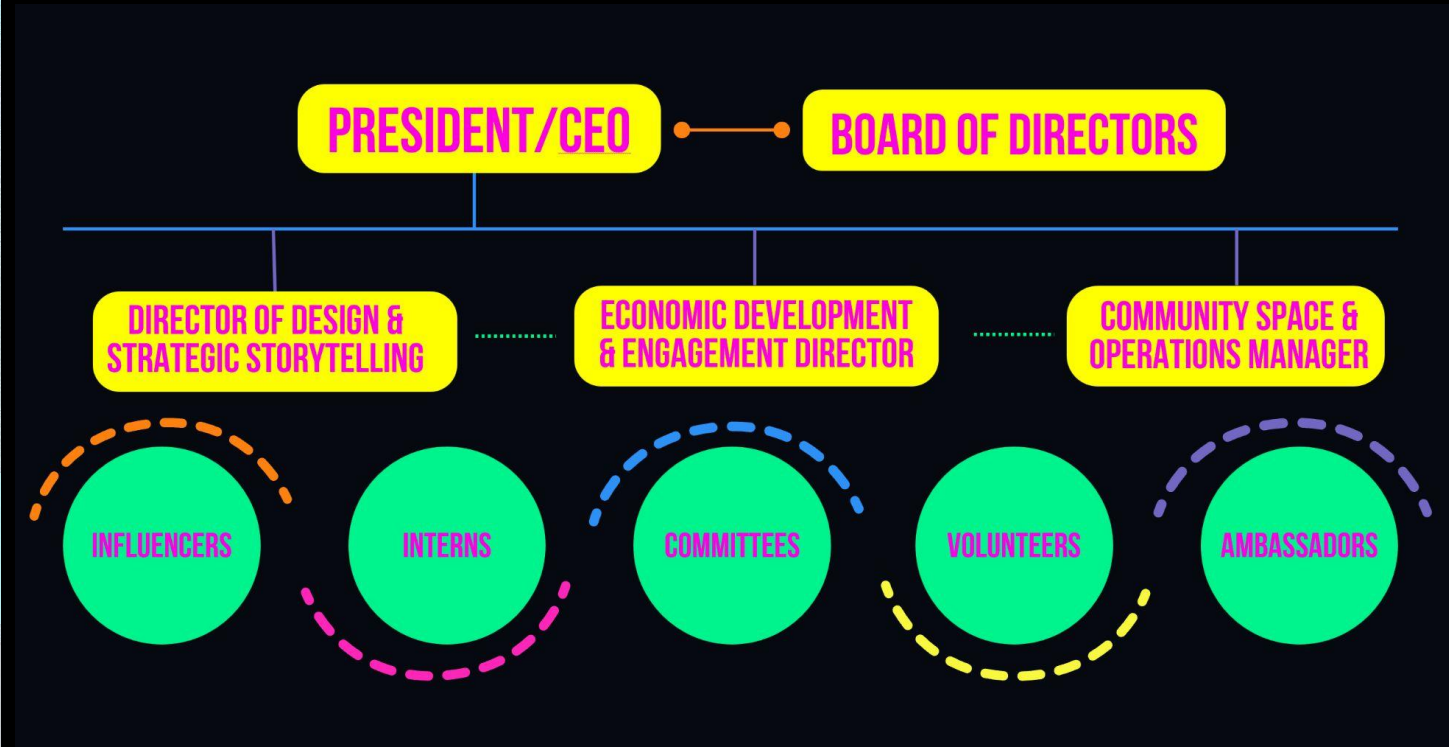 PRESIDENT/CEO
BOARD OF DIRECTORS
DIRECTOR OF DESIGN &
STRATEGIC STORYTELLING
ECONOMIC DEVELOPMENT
& ENGAGEMENT DIRECTOR
COMMUNITY SPACE &
OPERATIONS MANAGER
INFLUENCERS
INTERNS
COMMITTEES
VOLUNTEERS
AMBASSADORS